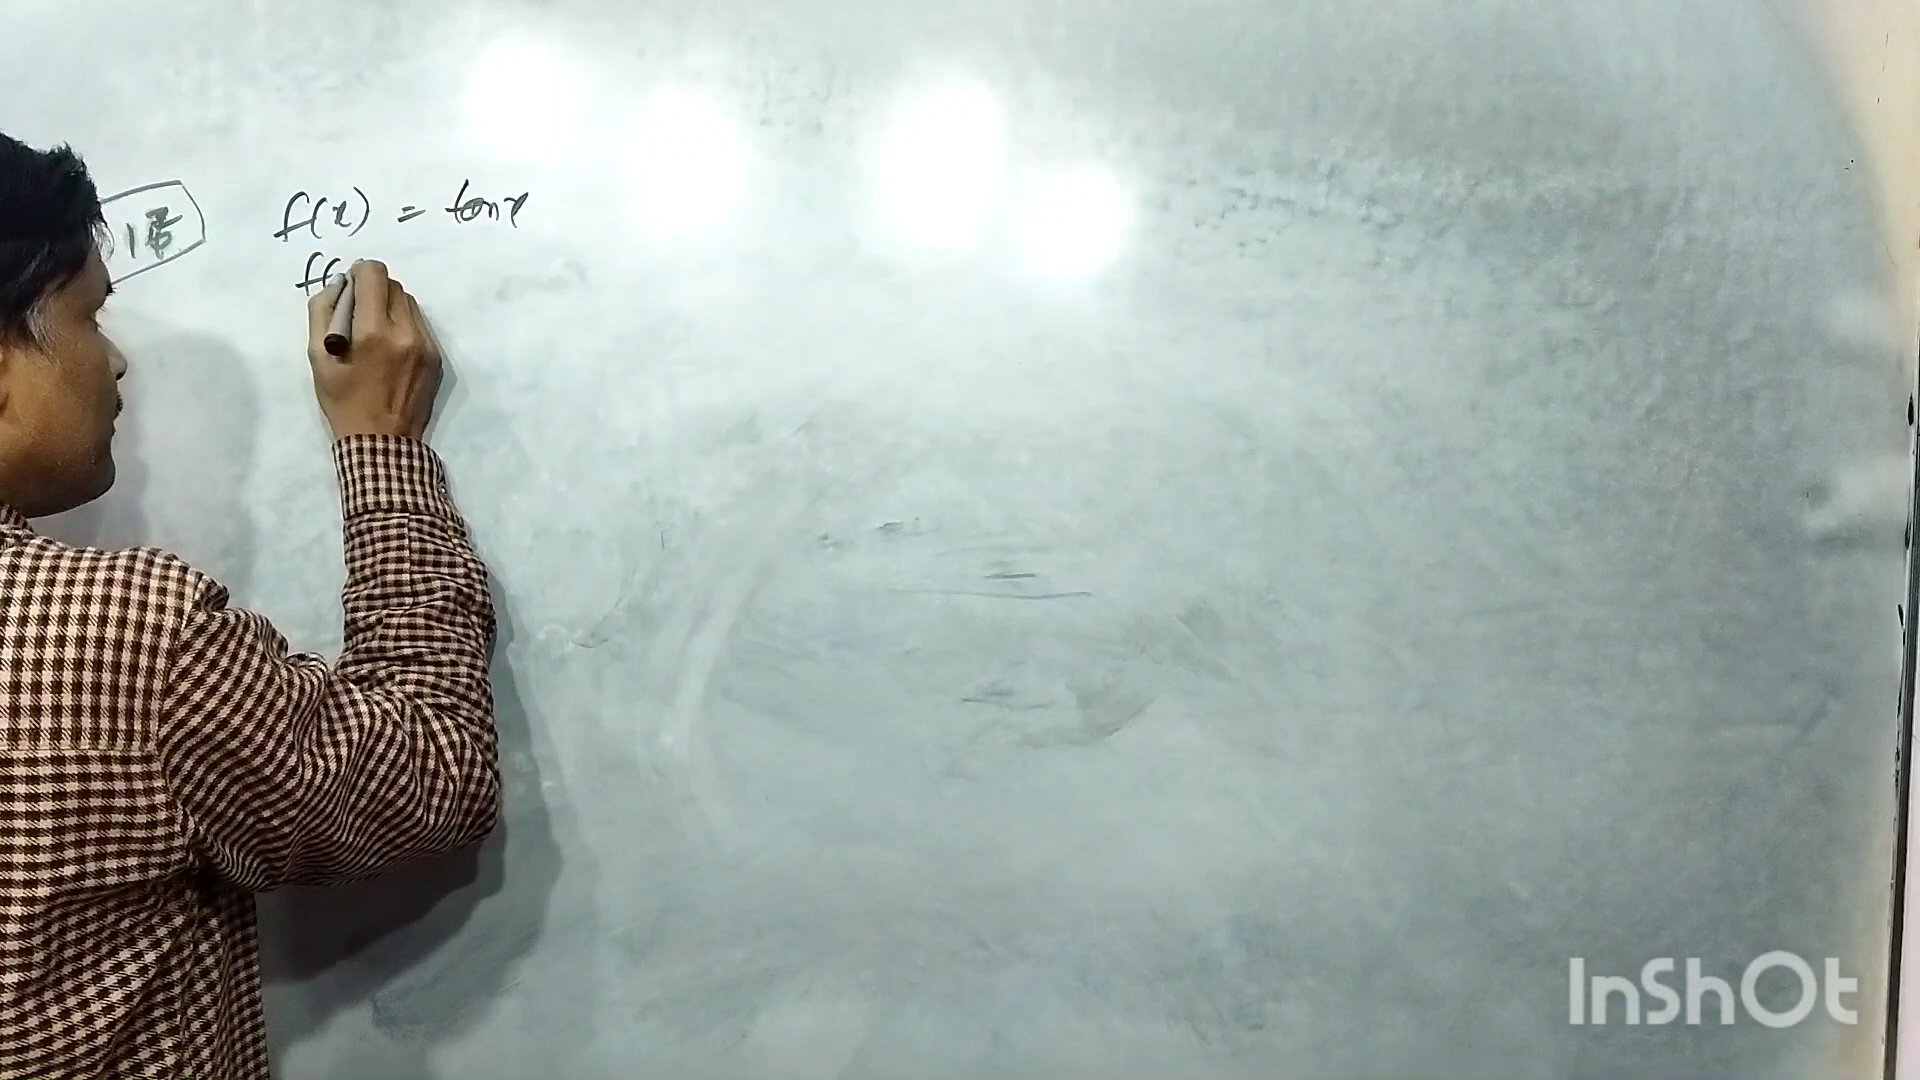 f(x) = tanx
f(
InShOt